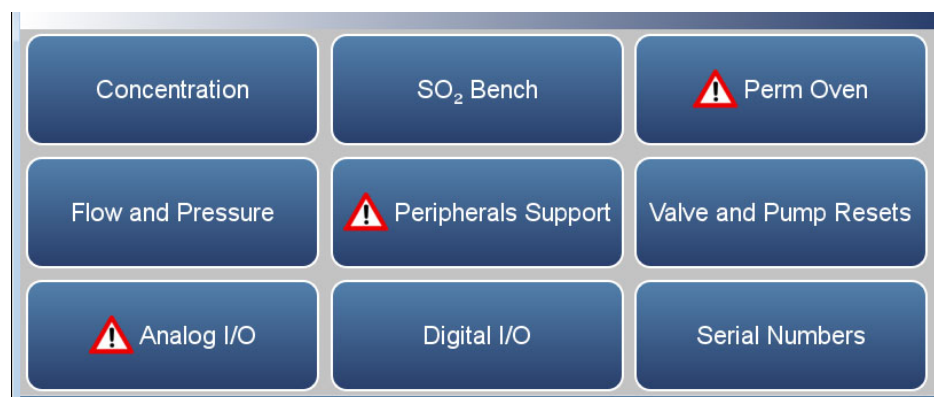 Concentration
SO₂ Bench
Perm Oven
Flow and Pressure
Peripherals Support
Valve and Pump Resets
Analog I/O
Digital I/O
Serial Numbers